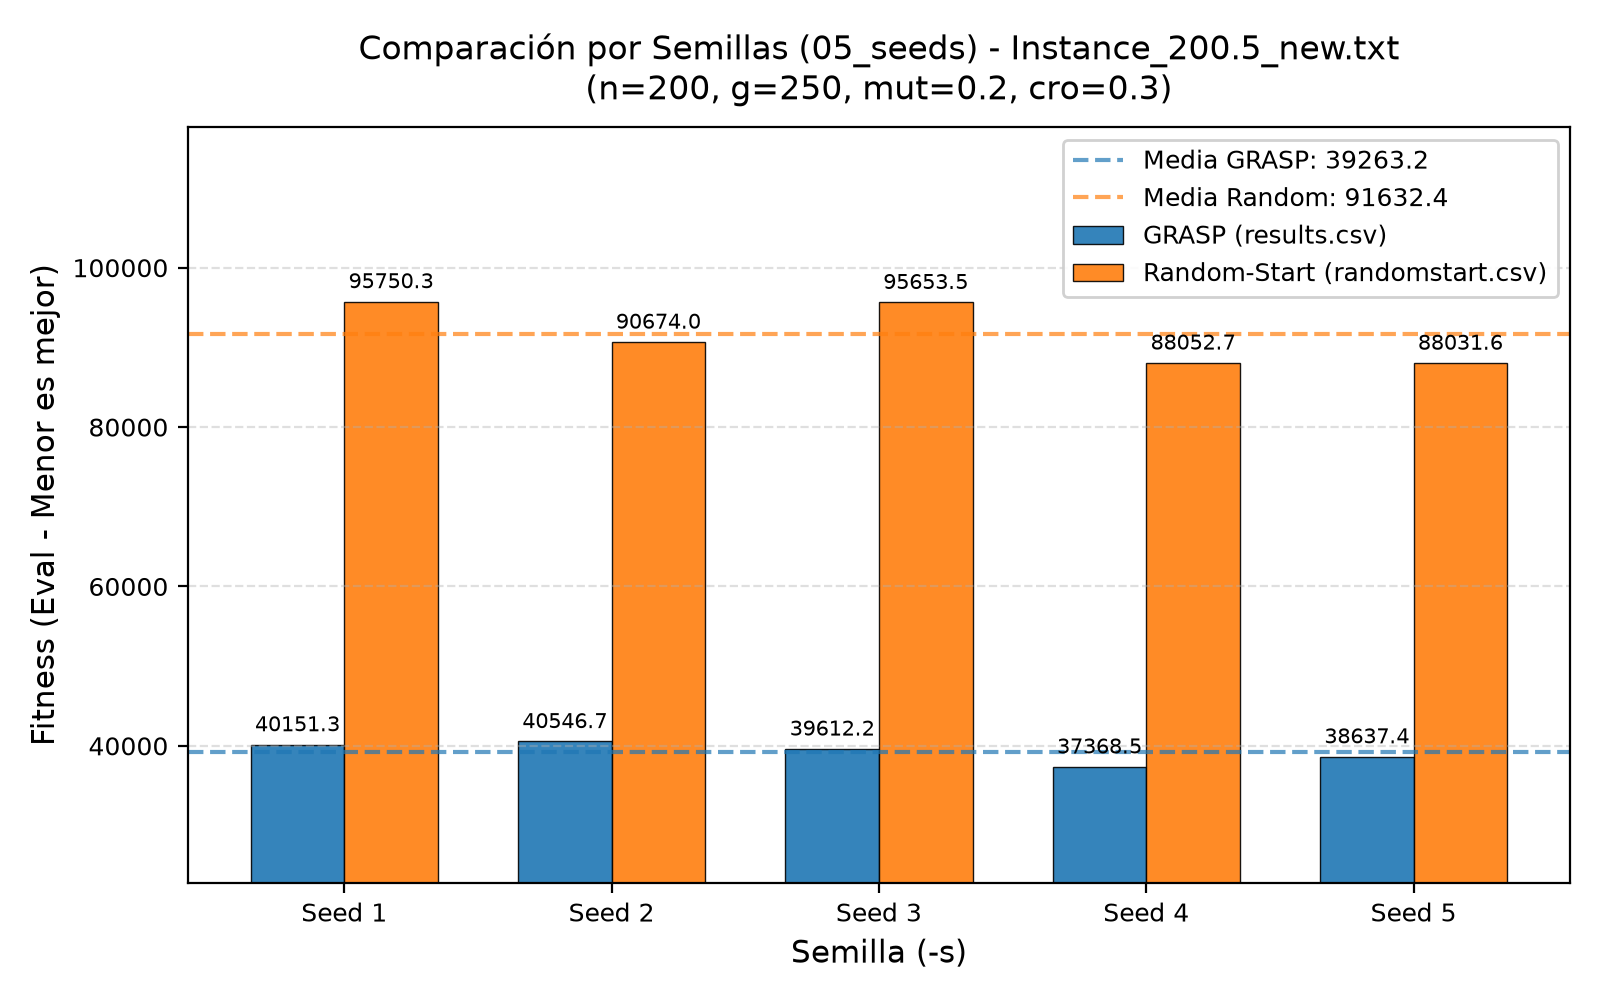 Comparación por Semillas (05_seeds) - Instance_200.5_new.txt
(n=200, g=250, mut=0.2, cro=0.3)
Media GRASP: 39263.2
Media Random: 91632.4
GRASP (results.csv)
Random-Start (randomstart.csv)
Fitness (Eval - Menor es mejor)
100000
80000
60000
40000
95750.3
90674.0
95653.5
88052.7
88031.6
40151.3
40546.7
39612.2
37368.5
38637.4
Seed 1
Seed 2
Seed 3
Seed 4
Seed 5
Semilla (-s)